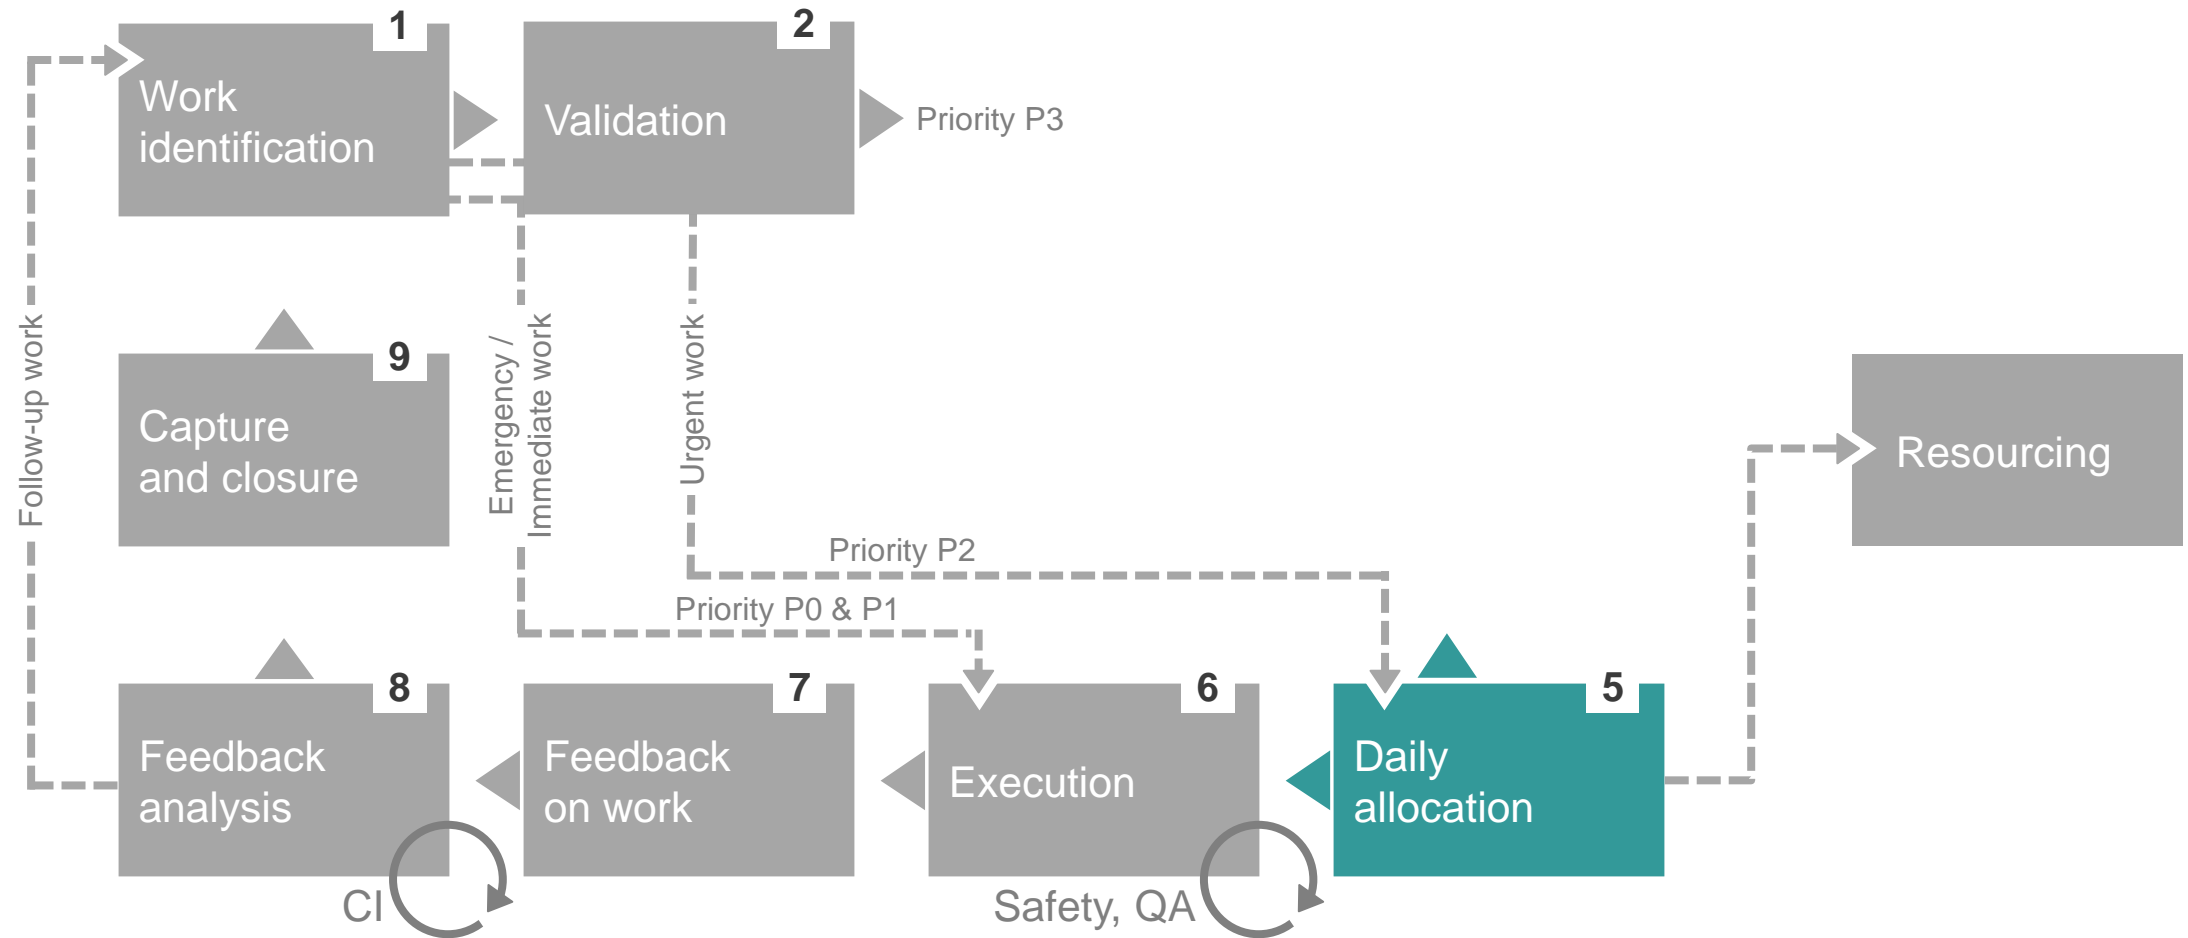 1
Work
identification
2
Validation
Priority P3
Follow-up work
9
Capture
and closure
Emergency /
Immediate work
Urgent work
Resourcing
Priority P2
Priority P0 & P1
8
Feedback
analysis
7
Feedback
on work
6
Execution
5
Daily
allocation
CI
Safety, QA